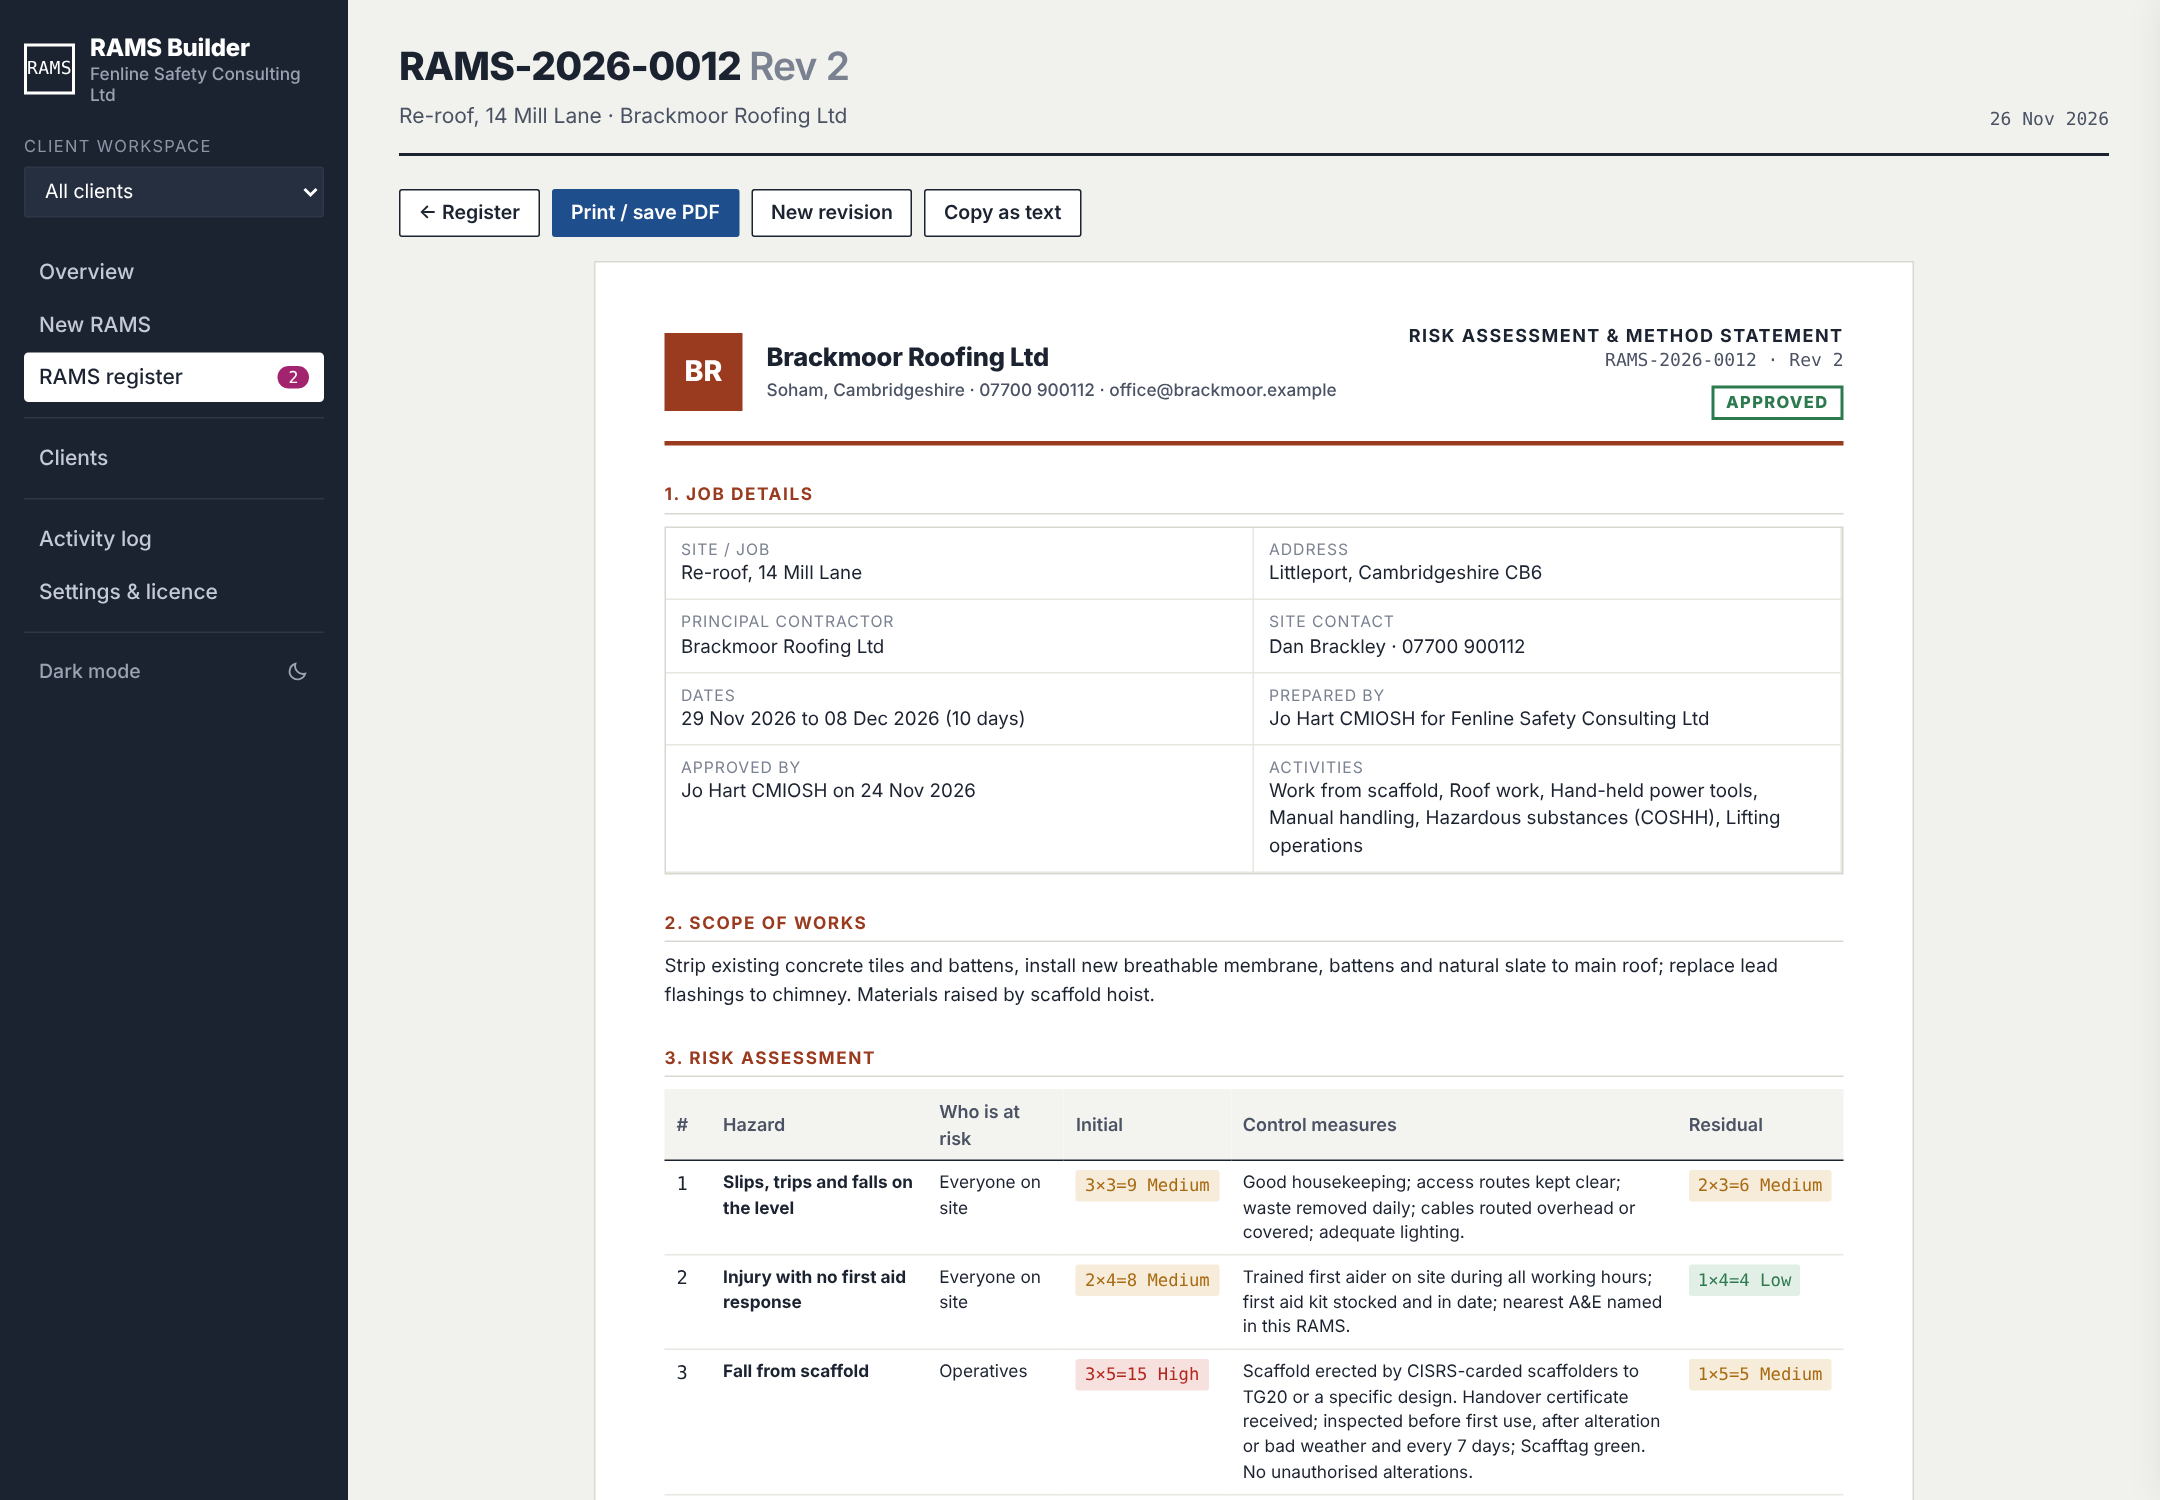 RAMS
RAMS Builder
Fenline Safety Consulting
Ltd
CLIENT WORKSPACE
All clients
Overview
New RAMS
RAMS register
2
Clients
Activity log
Settings & licence
Dark mode
RAMS-2026-0012 Rev 2
Re-roof, 14 Mill Lane · Brackmoor Roofing Ltd
26 Nov 2026
← Register
Print / save PDF
New revision
Copy as text
BR
Brackmoor Roofing Ltd
Soham, Cambridgeshire · 07700 900112 · office@brackmoor.example
RISK ASSESSMENT & METHOD STATEMENT
RAMS-2026-0012 · Rev 2
APPROVED
1. JOB DETAILS
SITE / JOB
Re-roof, 14 Mill Lane
ADDRESS
Littleport, Cambridgeshire CB6
PRINCIPAL CONTRACTOR
Brackmoor Roofing Ltd
SITE CONTACT
Dan Brackley · 07700 900112
DATES
29 Nov 2026 to 08 Dec 2026 (10 days)
PREPARED BY
Jo Hart CMIOSH for Fenline Safety Consulting Ltd
APPROVED BY
Jo Hart CMIOSH on 24 Nov 2026
ACTIVITIES
Work from scaffold, Roof work, Hand-held power tools,
Manual handling, Hazardous substances (COSHH), Lifting
operations
2. SCOPE OF WORKS
Strip existing concrete tiles and battens, install new breathable membrane, battens and natural slate to main roof; replace lead
flashings to chimney. Materials raised by scaffold hoist.
3. RISK ASSESSMENT
#
Hazard
Who is at
risk
Initial
Control measures
Residual
1
Slips, trips and falls on
the level
Everyone on
site
3×3=9 Medium
Good housekeeping; access routes kept clear;
waste removed daily; cables routed overhead or
covered; adequate lighting.
2×3=6 Medium
2
Injury with no first aid
response
Everyone on
site
2×4=8 Medium
Trained first aider on site during all working hours;
first aid kit stocked and in date; nearest A&E named
in this RAMS.
1×4=4 Low
3
Fall from scaffold
Operatives
3×5=15 High
Scaffold erected by CISRS-carded scaffolders to
TG20 or a specific design. Handover certificate
received; inspected before first use, after alteration
or bad weather and every 7 days; Scafftag green.
No unauthorised alterations.
1×5=5 Medium